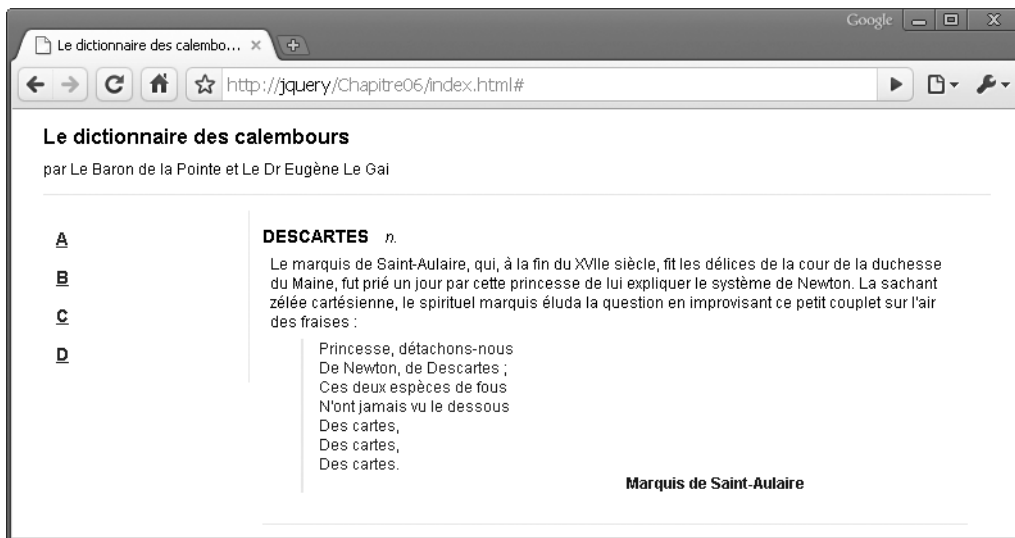 Google
Le dictionnaire des calembo...
http://jquery/Chapitre06/index.html#
Le dictionnaire des calembours
par Le Baron de la Pointe et Le Dr Eugène Le Gai
A
B
C
D
DESCARTES n.
Le marquis de Saint-Aulaire, qui, à la fin du XVIIe siècle, fit les délices de la cour de la duchesse
du Maine, fut prié un jour par cette princesse de lui expliquer le système de Newton. La sachant
zélée cartésienne, le spirituel marquis éluda la question en improvisant ce petit couplet sur l'air
des fraises :
Princesse, détachons-nous
De Newton, de Descartes ;
Ces deux espèces de fous
N'ont jamais vu le dessous
Des cartes,
Des cartes,
Des cartes.
Marquis de Saint-Aulaire